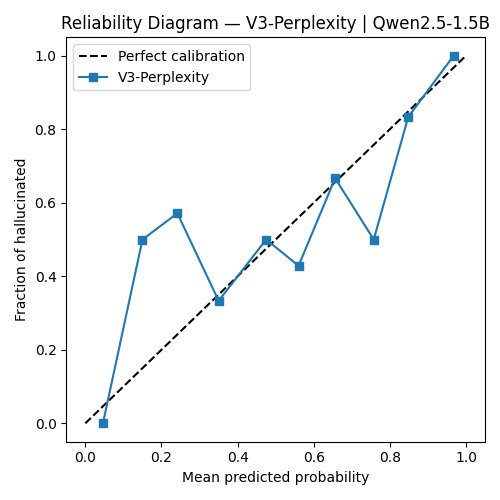 Reliability Diagram — V3-Perplexity | Qwen2.5-1.5B
Perfect calibration
V3-Perplexity
Fraction of hallucinated
1.0
0.8
0.6
0.4
0.2
0.0
0.0 0.2 0.4 0.6 0.8 1.0
Mean predicted probability